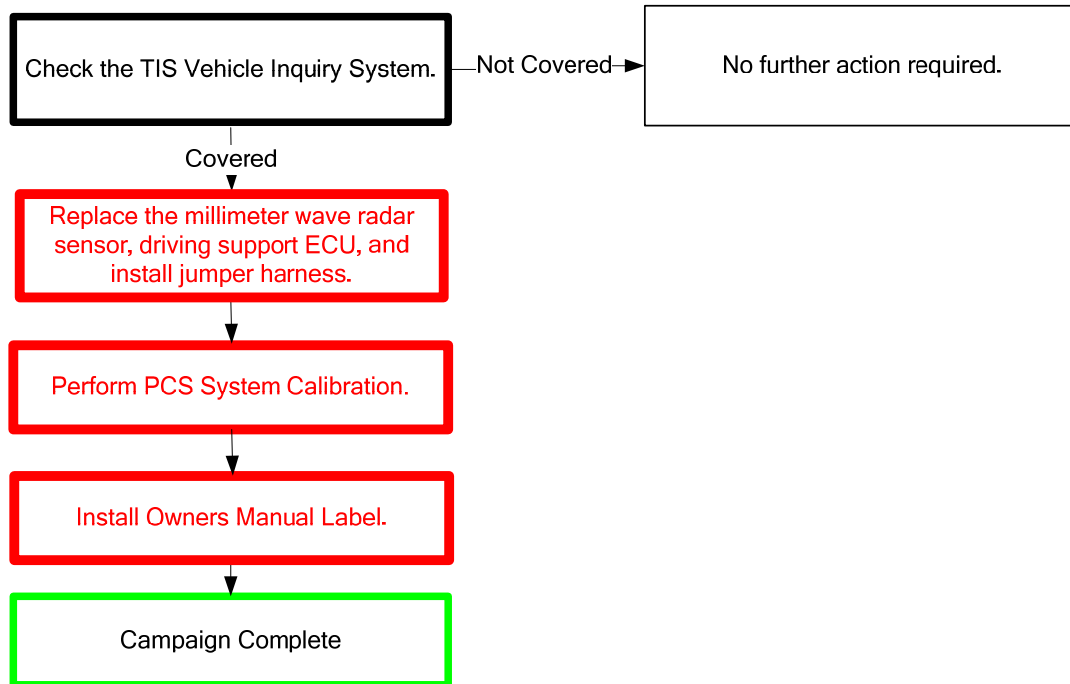 Check the TIS Vehicle Inquiry System.
Not Covered
No further action required.
Covered
Replace the millimeter wave radar
sensor, driving support ECU, and
install jumper harness.
Perform PCS System Calibration.
Install Owners Manual Label.
Campaign Complete